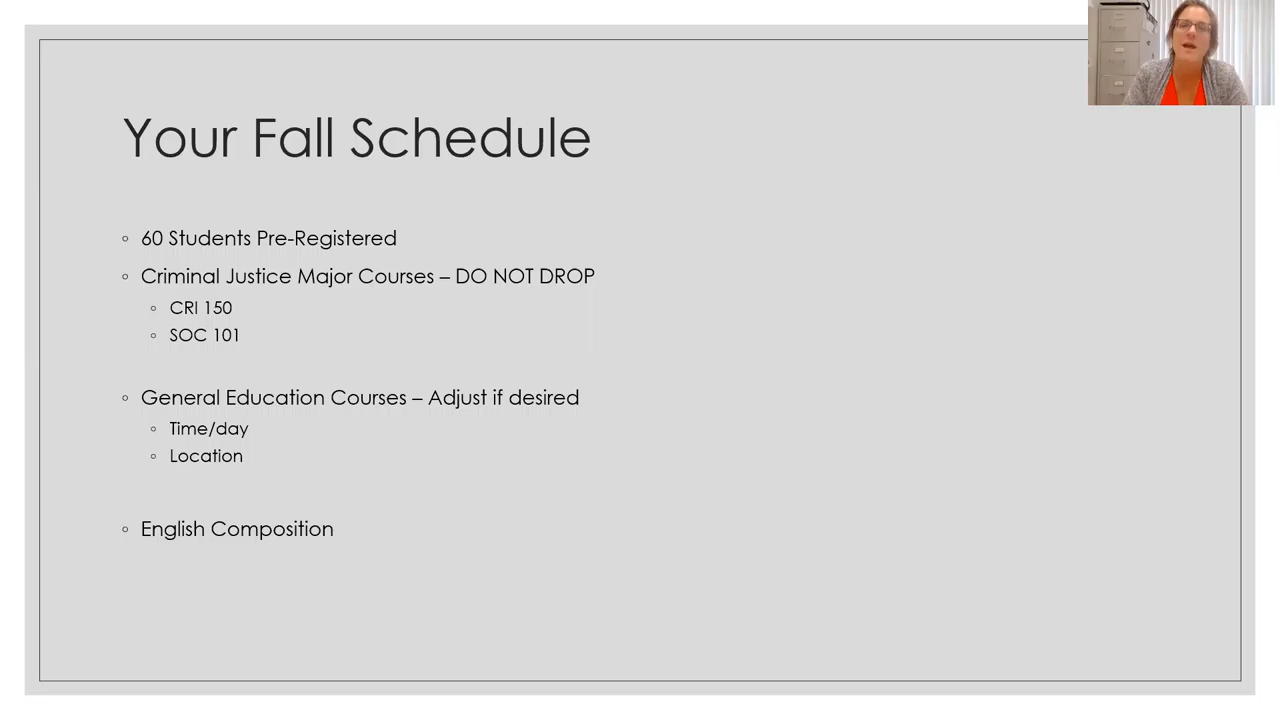 Your Fall Schedule
60 Students Pre-Registered
Criminal Justice Major Courses – DO NOT DROP
CRI 150
SOC 101
General Education Courses – Adjust if desired
Time/day
Location
English Composition